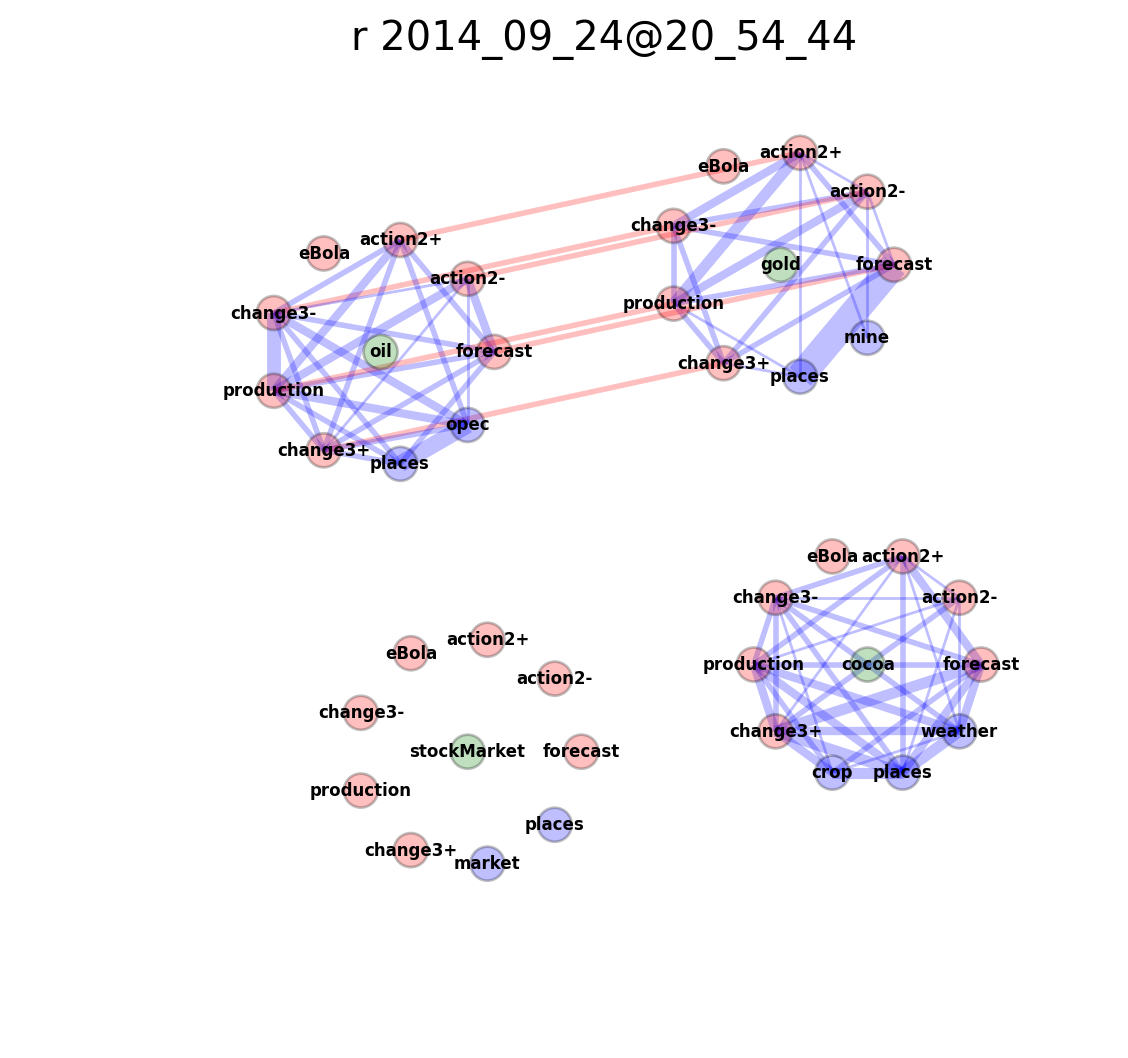 r 2014_09_24@20_54_44
eBola
action2+
action2-
change3-
oil
forecast
production
opec
change3+
places
eBola
action2+
action2-
change3-
gold
forecast
production
mine
change3+
places
eBola
action2+
action2-
change3-
stockMarket
forecast
production
places
change3+
market
eBola
action2+
change3-
action2-
production
cocoa
forecast
change3+
weather
crop
places